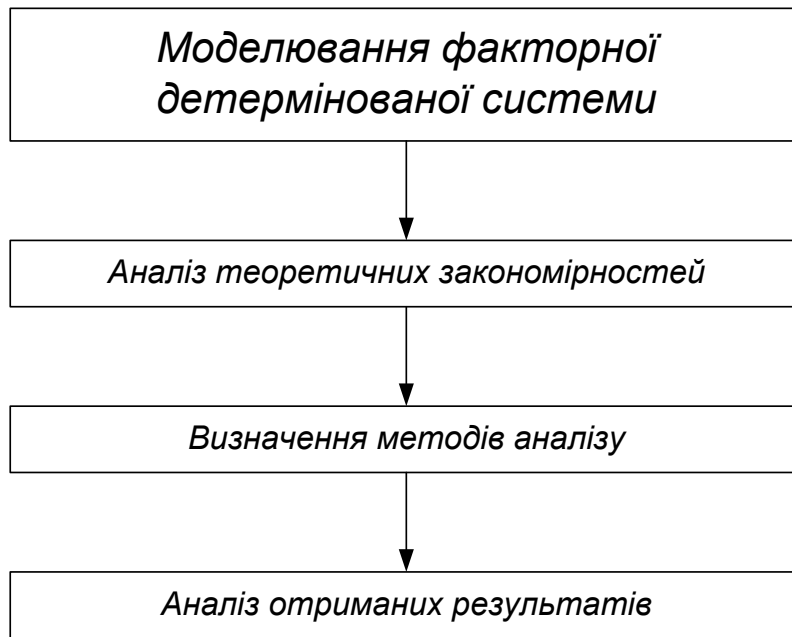 Моделювання факторної
детермінованої системи
Аналіз теоретичних закономірностей
Визначення методів аналізу
Аналіз отриманих результатів